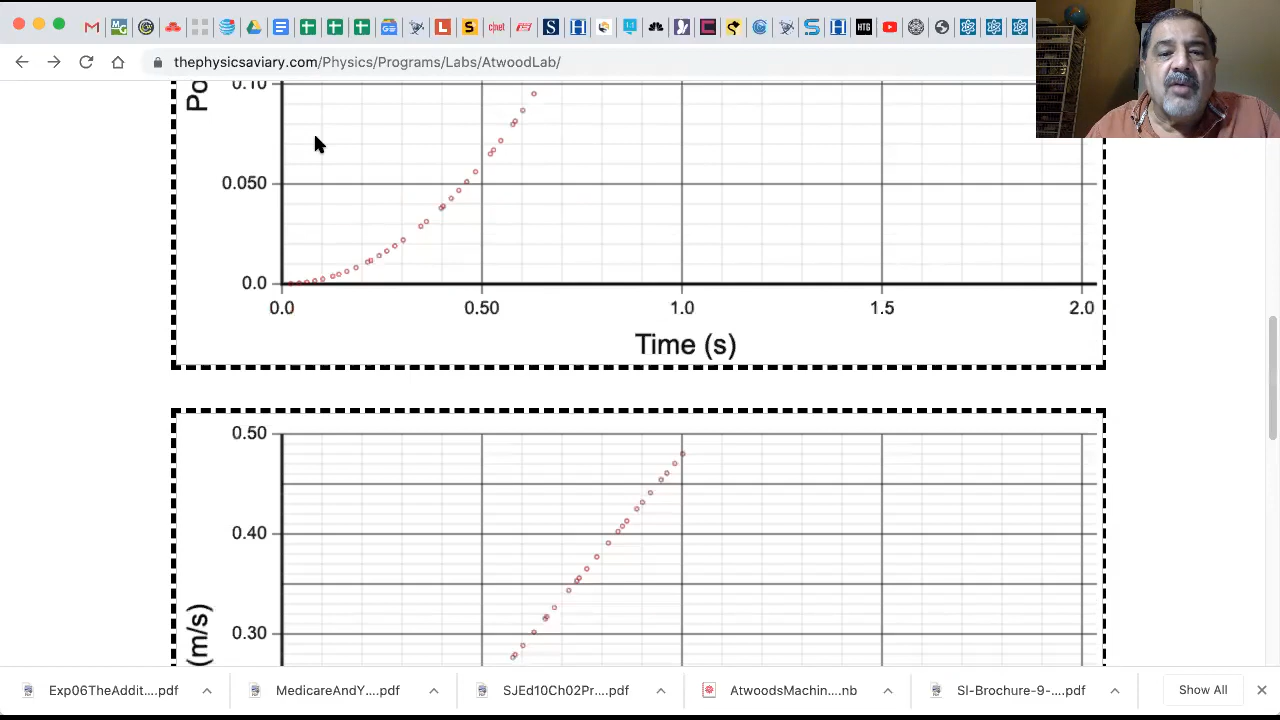 thephysicsaviary.com/Physics/Programs/Labs/AtwoodLab/
Po
0.10
0.050
0.0
0.0 0.50 1.0 1.5 2.0
Time (s)
0.50
0.40
0.30
(m/s)
Exp06TheAddit....pdf
MedicareAndY....pdf
SJEd10Ch02Pr....pdf
AtwoodsMachin....nb
SI-Brochure-9-....pdf
Show All